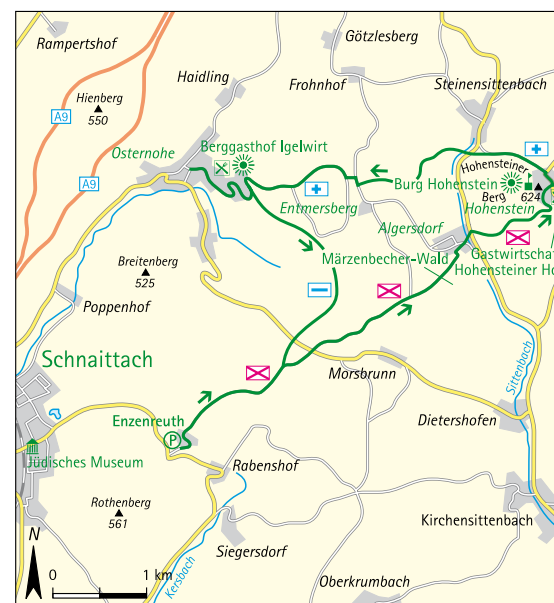 Rampertshof
Götzlesberg
Haidling
Frohnhof
Hienberg
550
Steinensittenbach
A9
Osternohe
Berggasthof Igelwirt
Hohensteiner
Berg
624
A9
Burg Hohenstein
Entmersberg
Hohenstein
Algersdorf
Gastwirtscha
Hohensteiner Ho
Märzenbecher-Wald
Breitenberg
525
Poppenhof
Schnaittach
Morsbrunn
Sittenbach
Enzenreuth
P
Dietershofen
Jüdisches Museum
Rabenshof
Rothenberg
561
Kirchensittenbach
N
Siegersdorf
Kersbach
0
1 km
Oberkrumbach